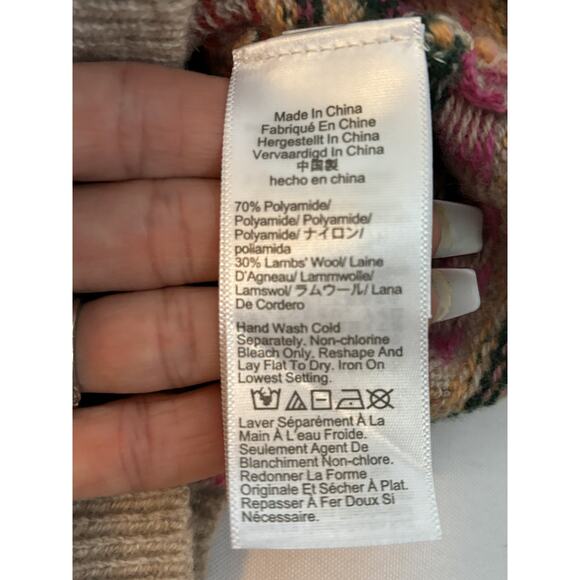 Made In China
Fabriqué En Chine
Hergestellt In China
Vervaardigd In China
中国製
hecho en china
70% Polyamide/
Polyamide/ Polyamide/
Polyamide/ ナイロン/
poliamida
30% Lambs' Wool/ Laine
D'Agneau/ Lammwolle/
Lamswol/ ラムウール/ Lana
De Cordero
Hand Wash Cold
Separately. Non-chlorine
Bleach Only. Reshape And
Lay Flat To Dry. Iron On
Lowest Setting.
Laver Séparément À La
Main À L'eau Froide.
Seulement Agent De
Blanchiment Non-chlore.
Redonner La Forme
Originale Et Sécher À Plat.
Repasser À Fer Doux Si
Nécessaire.